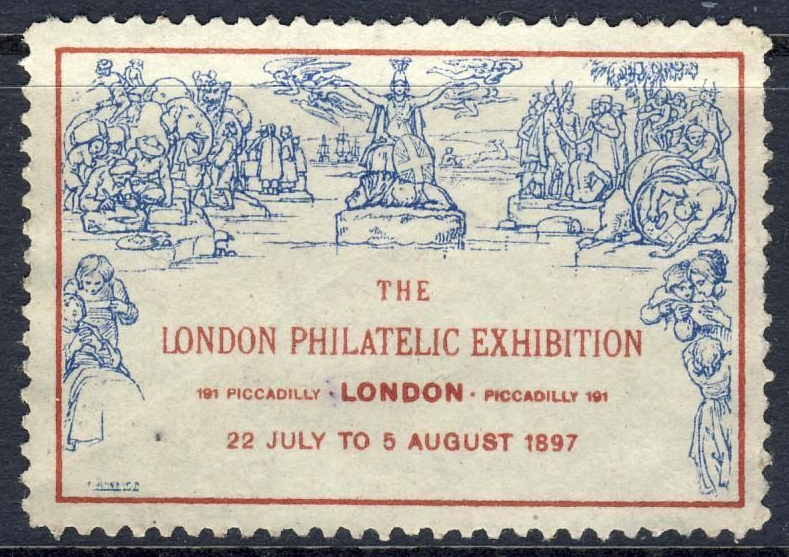 THE
LONDON PHILATELIC EXHIBITION
191 PICCADILLY · LONDON · PICCADILLY 191
22 JULY TO 5 AUGUST 1897